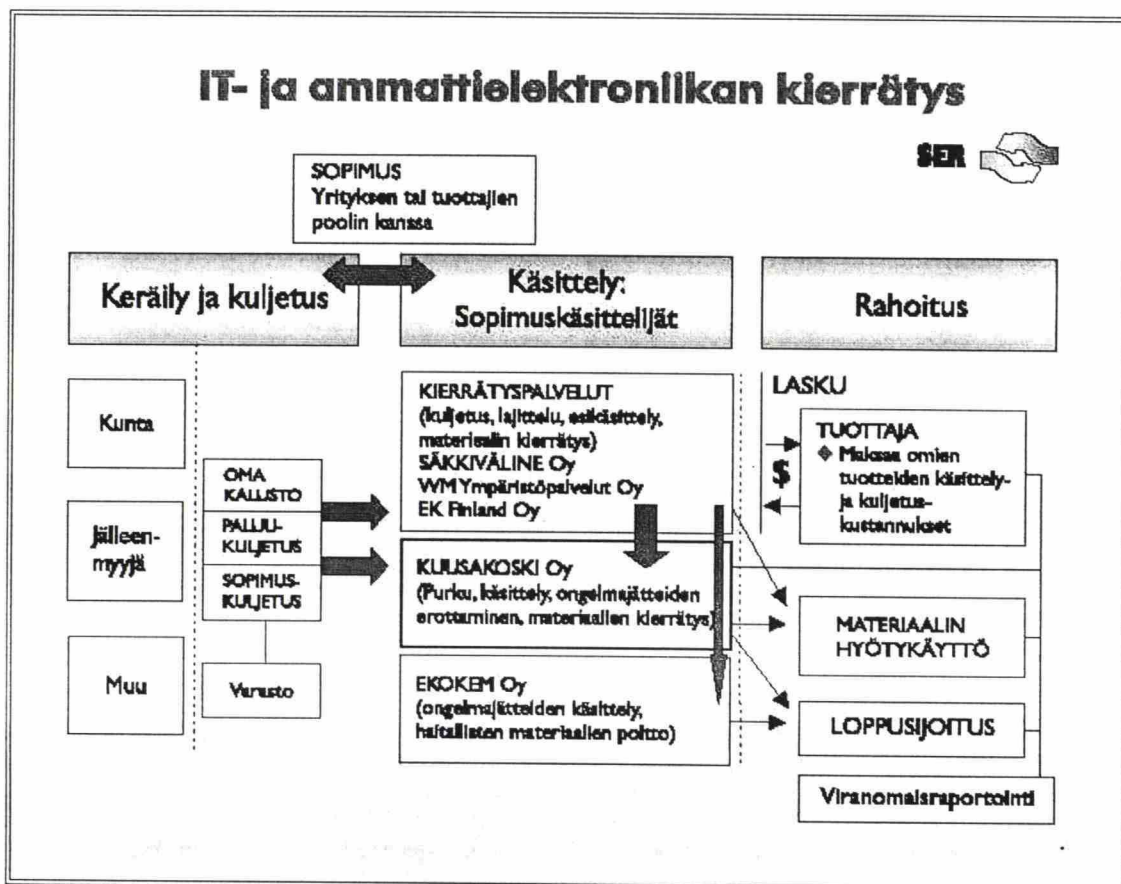 IT- ja ammattielektroniikan kierrätys
SER
SOPIMUS
Yrityksen tai tuottajien
poolin kanssa
Keräily ja kuljetus
Käsittely:
Sopimuskäsittelijät
Rahoitus
Kunta
Jälleen-
myyjä
Muu
OMA
KALUSTO
PALUU-
KULJETUS
SOPIMUS-
KULJETUS
Varasto
KIERRÄTYSPALVELUT
(kuljetus, lajittelu, esikäsittely,
materiaalin kierrätys)
SÄKKIVÄLINE Oy
WM Ympäristöpalvelut Oy
EK Finland Oy
KUUSAKOSKI Oy
(Purku, käsittely, ongelmajätteiden
erottaminen, materiaalien kierrätys)
EKOKEM Oy
(ongelmajätteiden käsittely,
haitallisten materiaalien poltto)
LASKU
$
TUOTTAJA
Maksaa omien
tuotteiden käsittely-
ja kuljetus-
kustannukset
MATERIAALIN
HYÖTYKÄYTTÖ
LOPPUSIJOITUS
Viranomaisraportointi